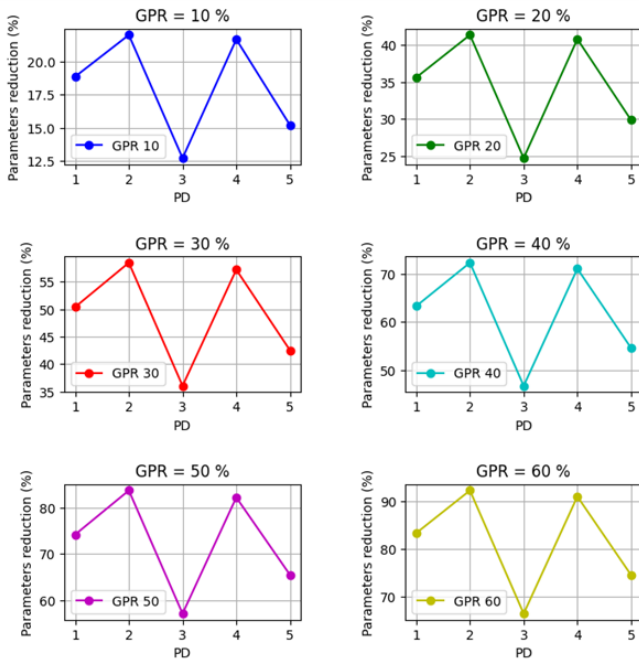 GPR = 10 %
Parameters reduction (%)
20.0
17.5
15.0
12.5
GPR 10
1 2 3 4 5
PD
GPR = 20 %
Parameters reduction (%)
40
35
30
25
GPR 20
1 2 3 4 5
PD
GPR = 30 %
Parameters reduction (%)
55
50
45
40
35
GPR 30
1 2 3 4 5
PD
GPR = 40 %
Parameters reduction (%)
70
60
50
GPR 40
1 2 3 4 5
PD
GPR = 50 %
Parameters reduction (%)
80
70
60
GPR 50
1 2 3 4 5
PD
GPR = 60 %
Parameters reduction (%)
90
80
70
GPR 60
1 2 3 4 5
PD